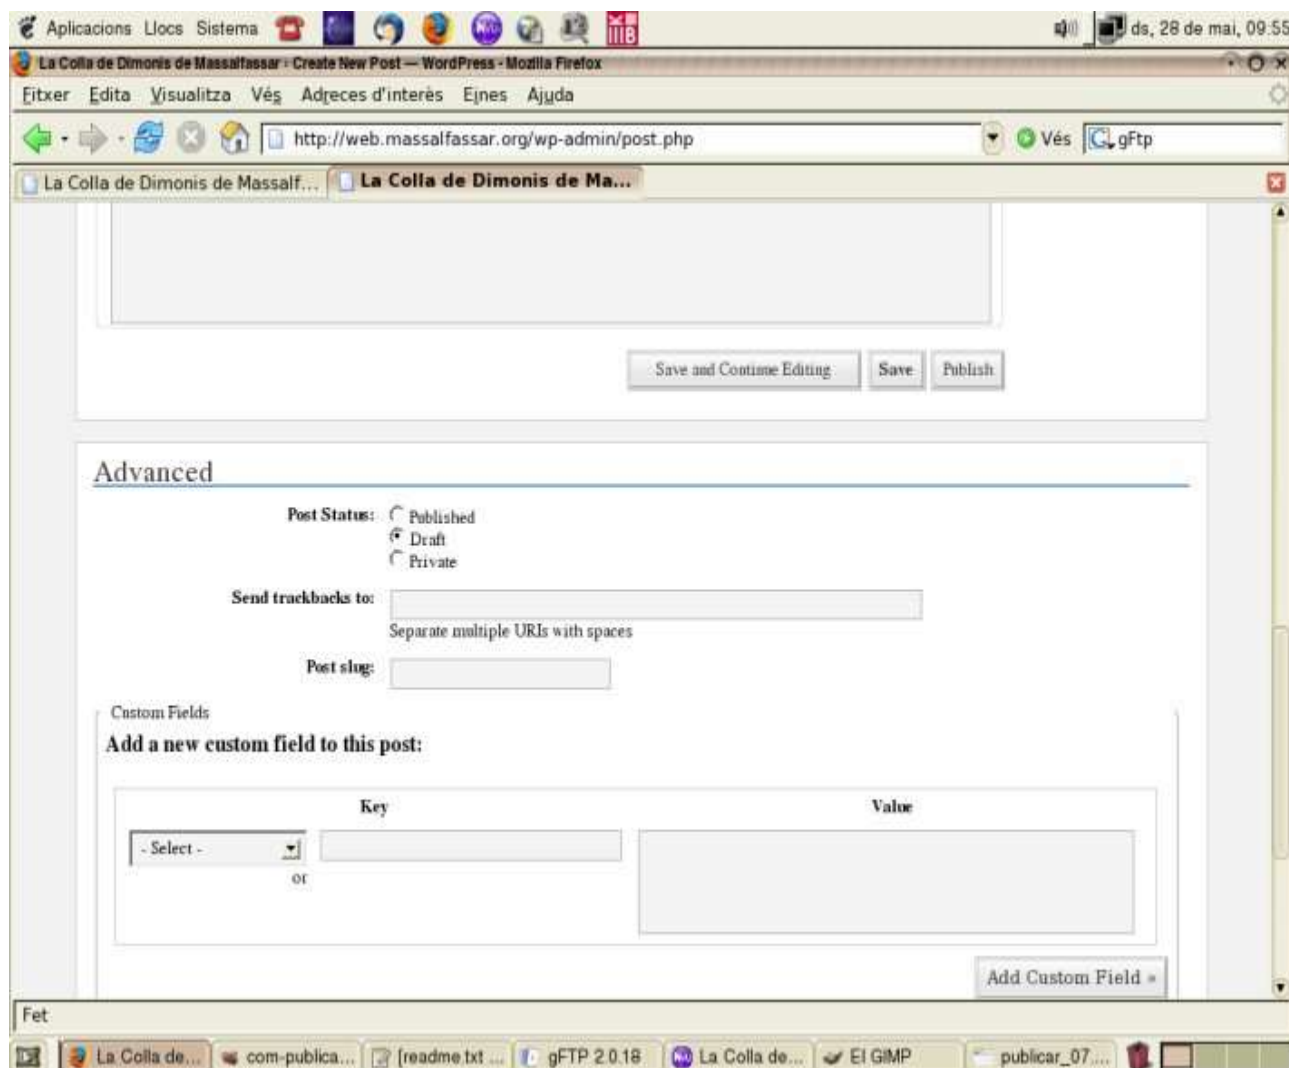 Aplicacions Llocs Sistema ds, 28 de mai, 09:55
La Colla de Dimonis de Massalfassar › Create New Post — WordPress - Mozilla Firefox
Fitxer Edita Visualitza Vés Adreces d'interès Eines Ajuda
http://web.massalfassar.org/wp-admin/post.php Vés gFtp
La Colla de Dimonis de Massalf... La Colla de Dimonis de Ma...
Save and Continue Editing Save Publish
Advanced
Post Status: Published
Draft
Private
Send trackbacks to:
Separate multiple URIs with spaces
Post slug:
Custom Fields
Add a new custom field to this post:
Key Value
- Select -
or
Add Custom Field »
Fet
La Colla de... com-publica... [readme.txt ... gFTP 2.0.18 La Colla de... El GIMP publicar_07....